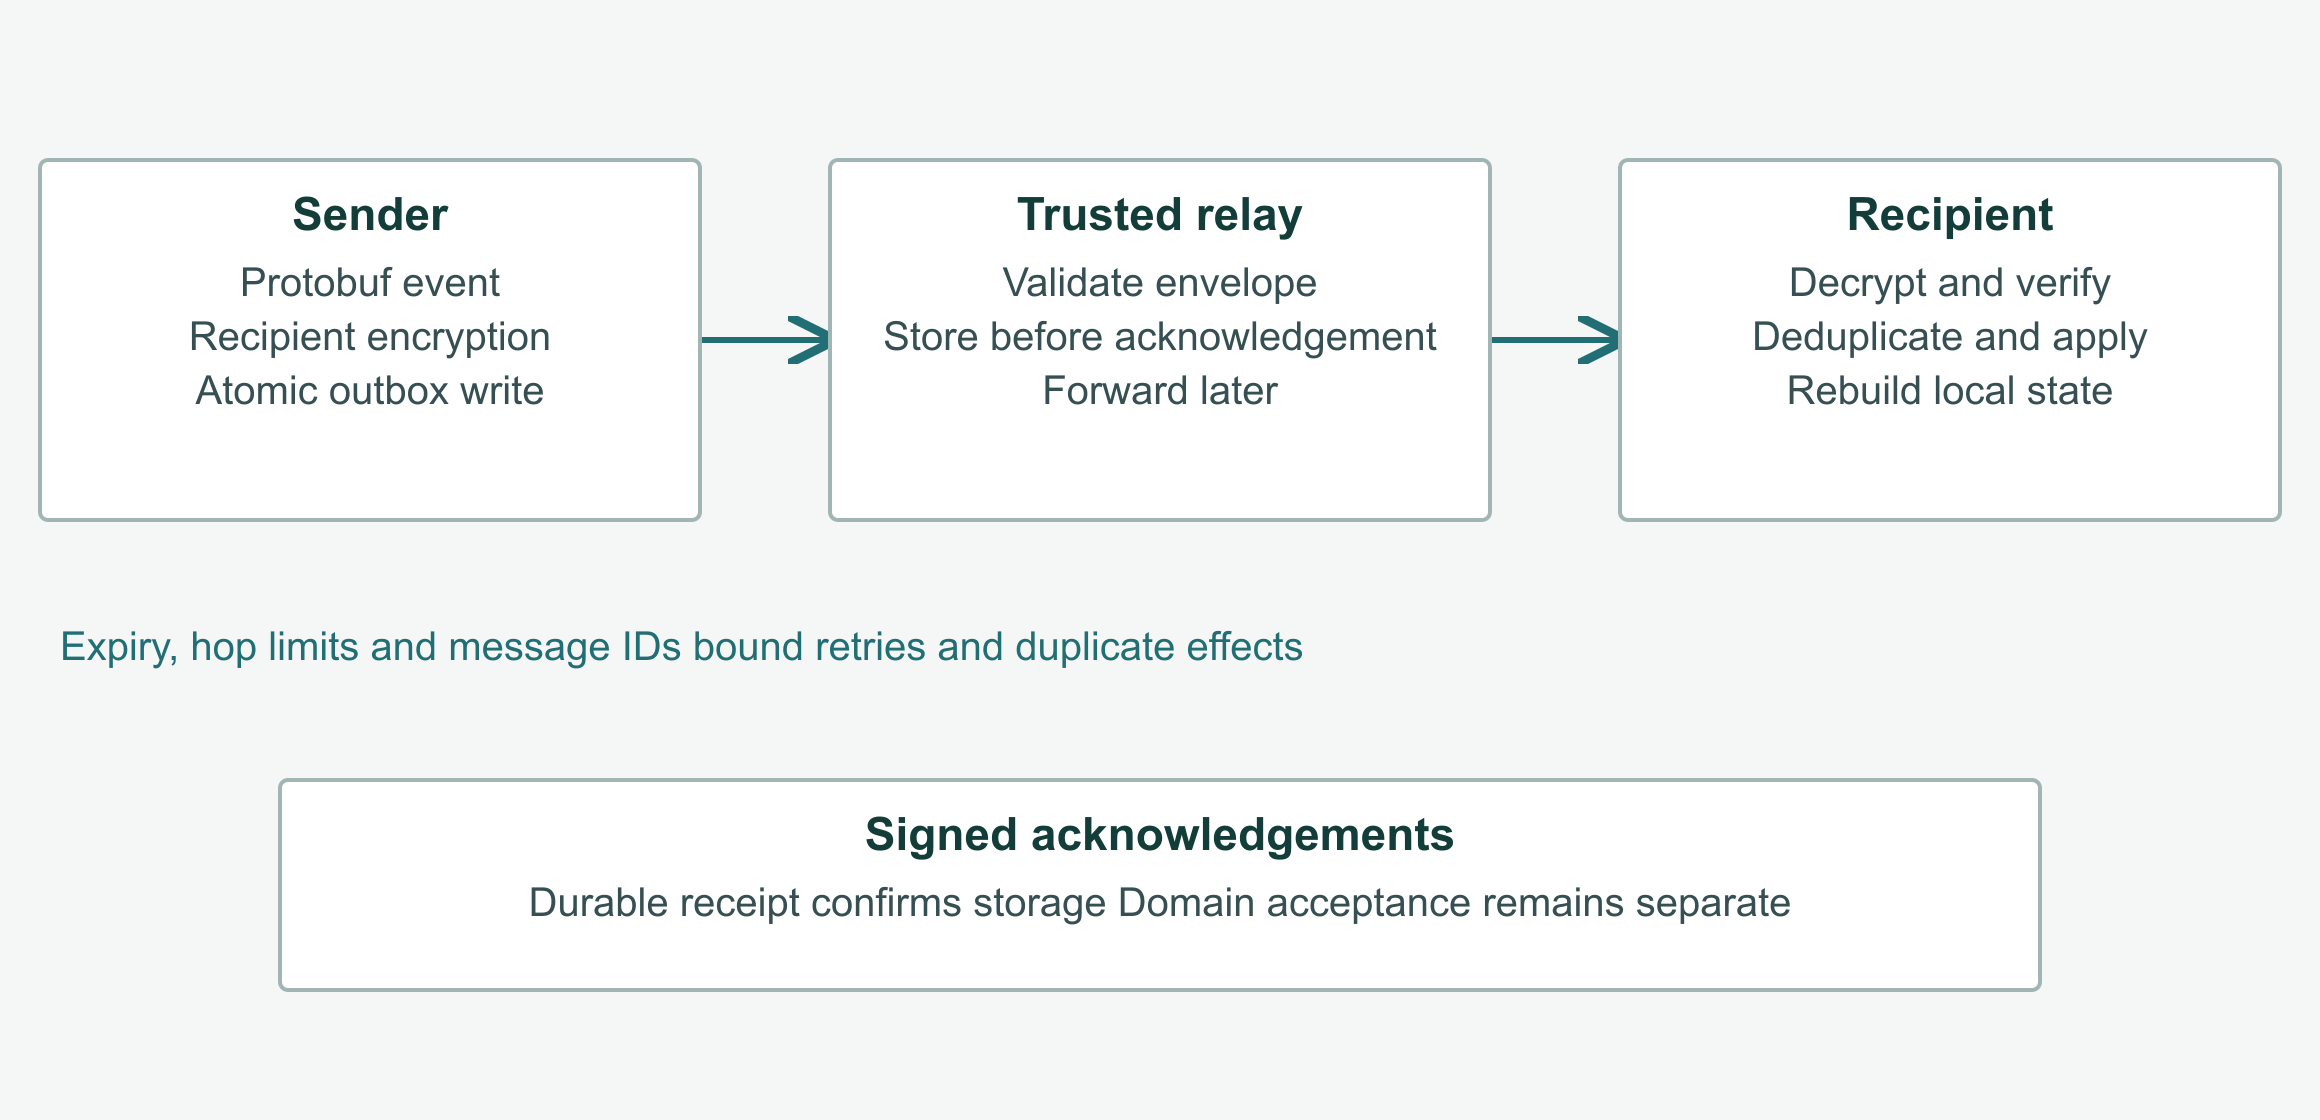 Sender
Protobuf event
Recipient encryption
Atomic outbox write
Trusted relay
Validate envelope
Store before acknowledgement
Forward later
Recipient
Decrypt and verify
Deduplicate and apply
Rebuild local state
Expiry, hop limits and message IDs bound retries and duplicate effects
Signed acknowledgements
Durable receipt confirms storage Domain acceptance remains separate